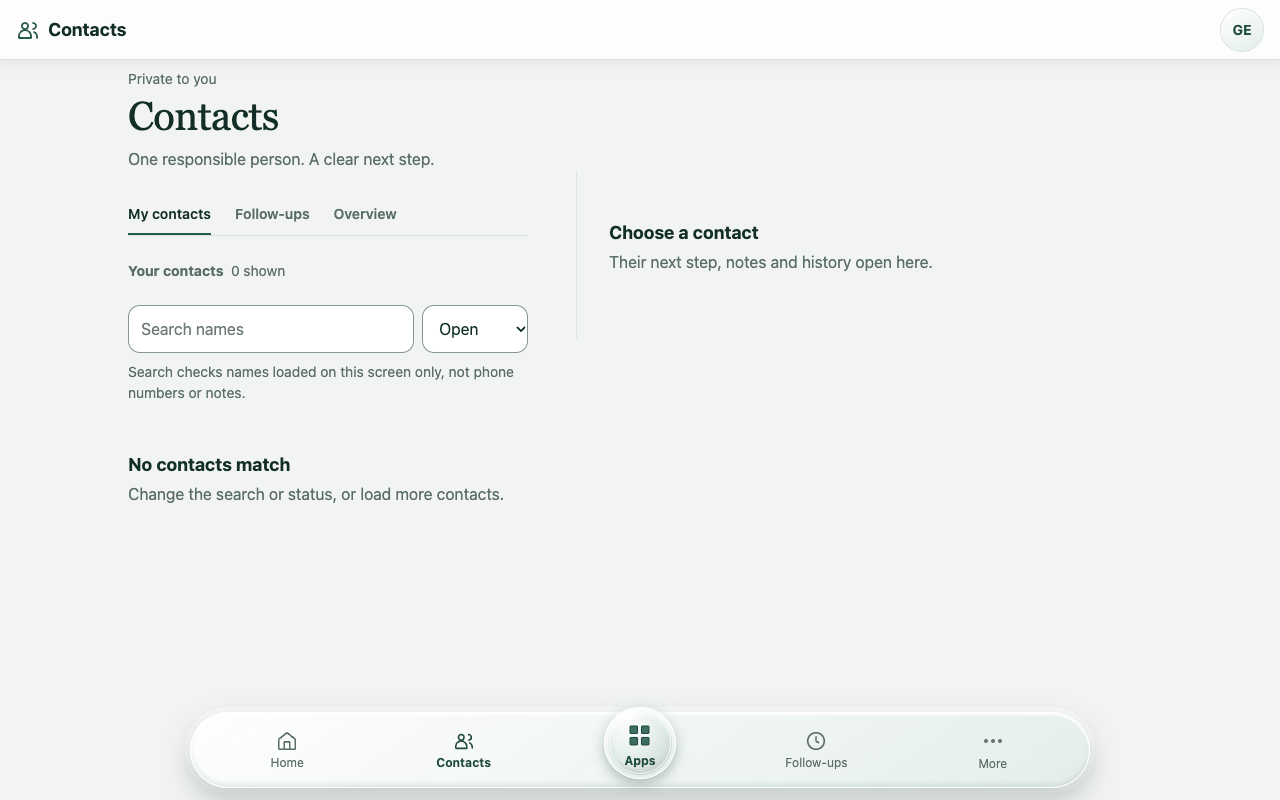 Contacts
GE
Private to you
Contacts
One responsible person. A clear next step.
My contacts
Follow-ups
Overview
Your contacts 0 shown
Search names
Open
Search checks names loaded on this screen only, not phone
numbers or notes.
No contacts match
Change the search or status, or load more contacts.
Choose a contact
Their next step, notes and history open here.
Home
Contacts
Apps
Follow-ups
More